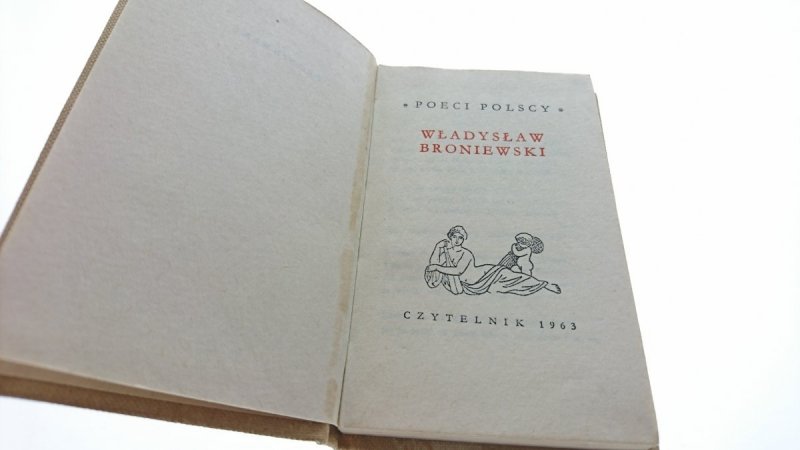 * POECI POLSCY *
WŁADYSŁAW
BRONIEWSKI
CZYTELNIK 1963